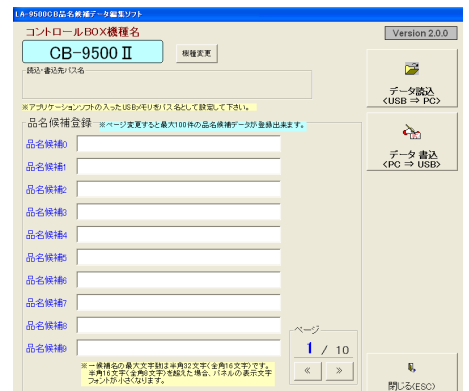 LA-9500CB品名候補データ編集ソフト
コントロールBOX機種名
Version 2.0.0
CB-9500Ⅱ
機種変更
読込・書込先パス名
データ読込
<USB ⇒ PC>
※アプリケーションソフトの入ったUSBメモリをパス名として設定して下さい。
品名候補登録
※ページ変更すると最大100件の品名候補データが登録出来ます。
データ書込
<PC ⇒ USB>
品名候補0
品名候補1
品名候補2
品名候補3
品名候補4
品名候補5
品名候補6
品名候補7
品名候補8
品名候補9
ページ
1 / 10
≪ ≫
※一候補名の最大文字数は半角32文字(全角16文字)です。
半角16文字(全角8文字)を超えた場合、パネルの表示文字
フォントが小さくなります。
閉じる(ESC)